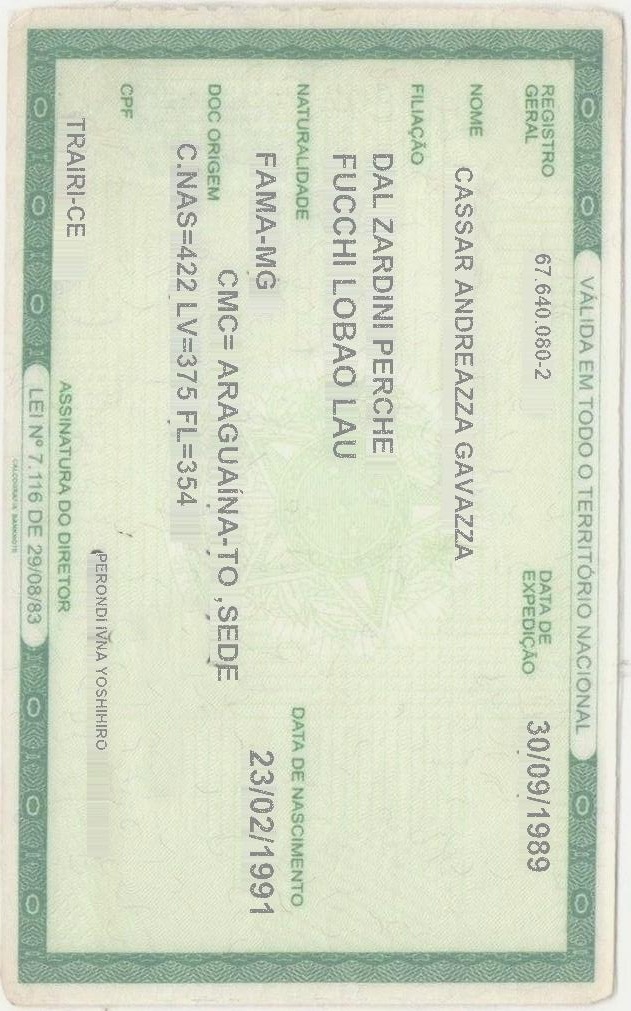 VÁLIDA EM TODO O TERRITÓRIO NACIONAL
REGISTRO GERAL 67.640.080-2 DATA DE EXPEDIÇÃO 30/09/1989
NOME CASSAR ANDREAZZA GAVAZZA
FILIAÇÃO
DAL ZARDINI PERCHE
FUCCHI LOBAO LAU
NATURALIDADE DATA DE NASCIMENTO
FAMA-MG 23/02/1991
DOC ORIGEM CMC= ARAGUAÍNA-TO ,SEDE
C.NAS=422 LV=375 FL=354
CPF
PERONDI IVNA YOSHIHIRO
TRAIRI-CE
ASSINATURA DO DIRETOR
LEI Nº 7.116 DE 29/08/83